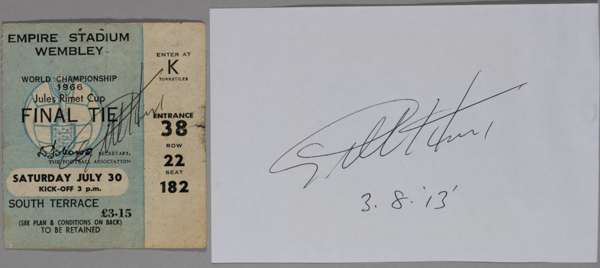 EMPIRE STADIUM
WEMBLEY
WORLD CHAMPIONSHIP
1966
Jules Rimet Cup
FINAL TIE
SECRETARY,
THE FOOTBALL ASSOCIATION
SATURDAY JULY 30
KICK-OFF 3 p.m.
SOUTH TERRACE
£3-15
(SEE PLAN & CONDITIONS ON BACK)
TO BE RETAINED
ENTER AT
K
TURNSTILES
ENTRANCE
38
ROW
22
SEAT
182
3.8.'13'